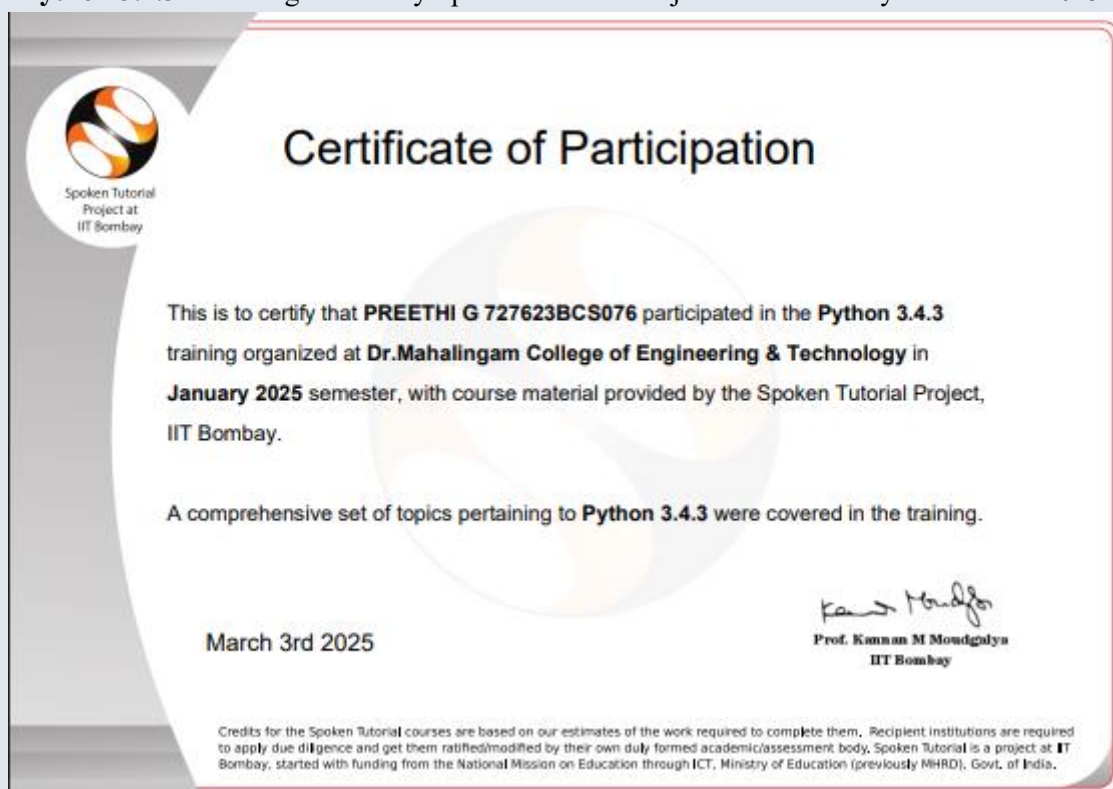 Spoken Tutorial
Project at
IIT Bombay
Certificate of Participation
This is to certify that PREETHI G 727623BCS076 participated in the Python 3.4.3
training organized at Dr.Mahalingam College of Engineering & Technology in
January 2025 semester, with course material provided by the Spoken Tutorial Project,
IIT Bombay.
A comprehensive set of topics pertaining to Python 3.4.3 were covered in the training.
March 3rd 2025
Prof. Kannan M Moudgalya
IIT Bombay
Credits for the Spoken Tutorial courses are based on our estimates of the work required to complete them. Recipient institutions are required
to apply due diligence and get them ratified/modified by their own duly formed academic/assessment body. Spoken Tutorial is a project at IIT
Bombay, started with funding from the National Mission on Education through ICT, Ministry of Education (previously MHRD), Govt. of India.